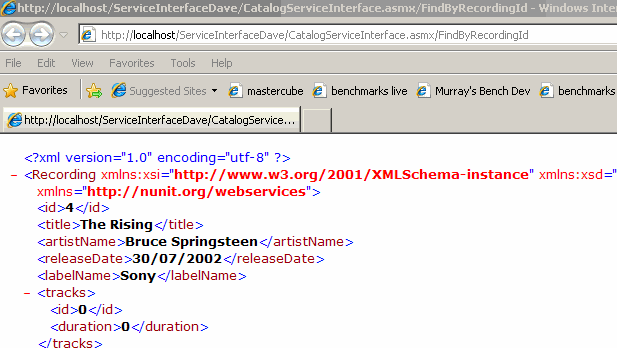 http://localhost/ServiceInterfaceDave/CatalogServiceInterface.asmx/FindByRecordingId - Windows Inte
http://localhost/ServiceInterfaceDave/CatalogServiceInterface.asmx/FindByRecordingId
File Edit View Favorites Tools Help
Favorites Suggested Sites mastercube benchmarks live Murray's Bench Dev benchmarks
http://localhost/ServiceInterfaceDave/CatalogService...
<?xml version="1.0" encoding="utf-8" ?>
- <Recording xmlns:xsi="http://www.w3.org/2001/XMLSchema-instance" xmlns:xsd="
xmlns="http://nunit.org/webservices">
<id>4</id>
<title>The Rising</title>
<artistName>Bruce Springsteen</artistName>
<releaseDate>30/07/2002</releaseDate>
<labelName>Sony</labelName>
- <tracks>
<id>0</id>
<duration>0</duration>
</tracks>